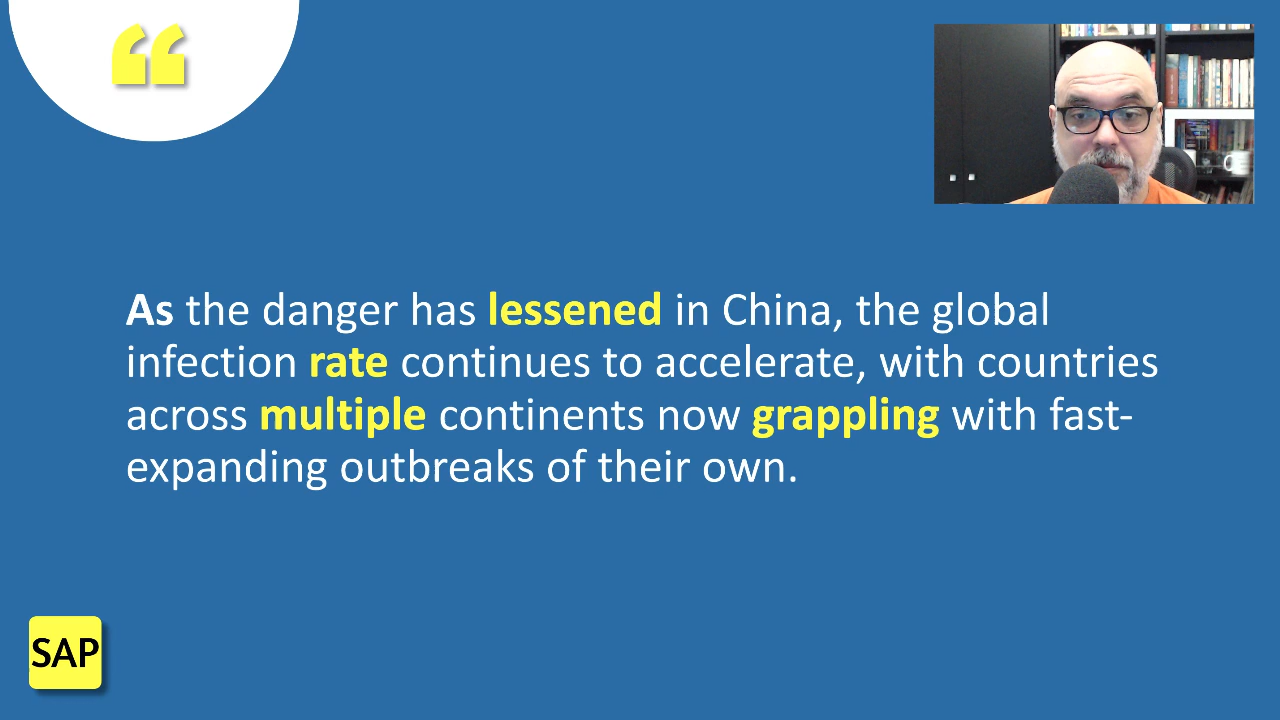 “
As the danger has lessened in China, the global
infection rate continues to accelerate, with countries
across multiple continents now grappling with fast-
expanding outbreaks of their own.
SAP